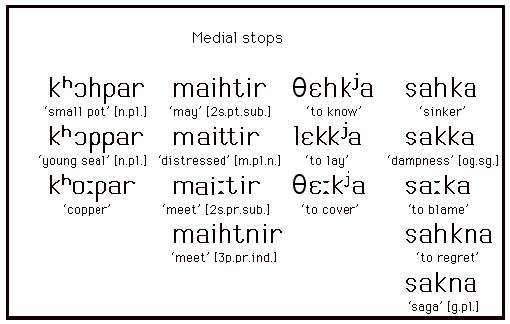 Medial stops
kʰɔhpar maihtir θɛhkʲa sahka
‘small pot’ [n.pl.] ‘may’ [2s.pt.sub.] ‘to know’ ‘sinker’
kʰɔppar maittir lɛkkʲa sakka
‘young seal’ [n.pl.] ‘distressed’ [m.pl.n.] ‘to lay’ ‘dampness’ [og.sg.]
kʰoːpar maiːtir θɛːkʲa saːka
‘copper’ ‘meet’ [2s.pr.sub.] ‘to cover’ ‘to blame’
maihtnir sahkna
‘meet’ [3p.pr.ind.] ‘to regret’
sakna
‘saga’ [g.pl.]